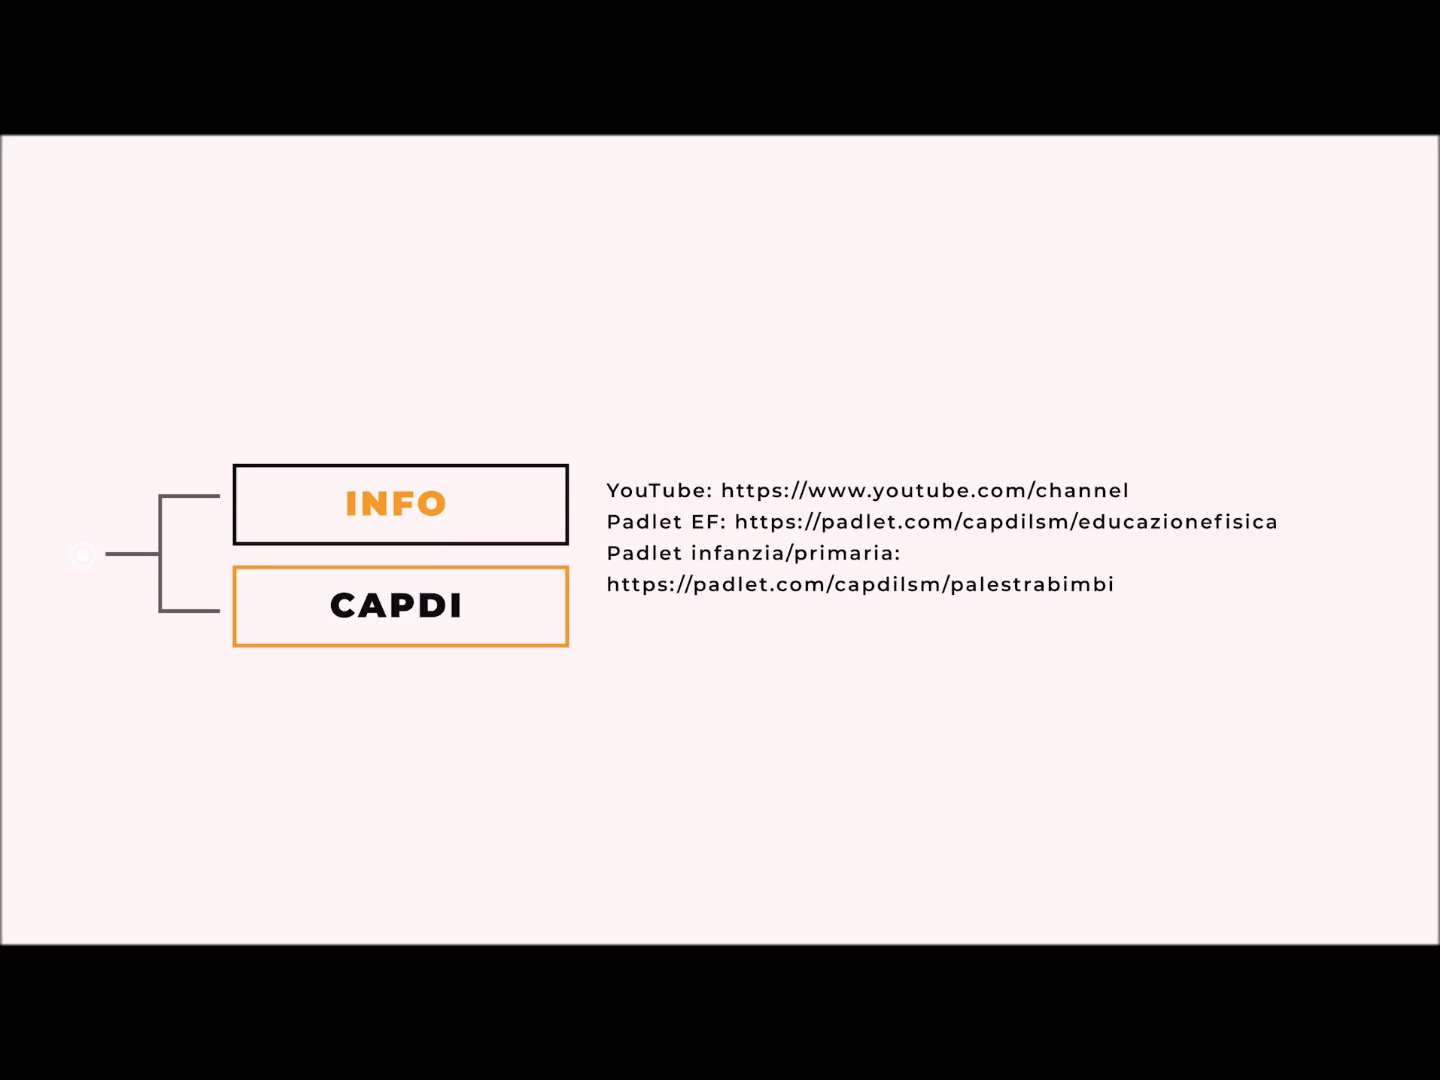 INFO
CAPDI
YouTube: https://www.youtube.com/channel
Padlet EF: https://padlet.com/capdilsm/educazionefisica
Padlet infanzia/primaria:
https://padlet.com/capdilsm/palestrabimbi